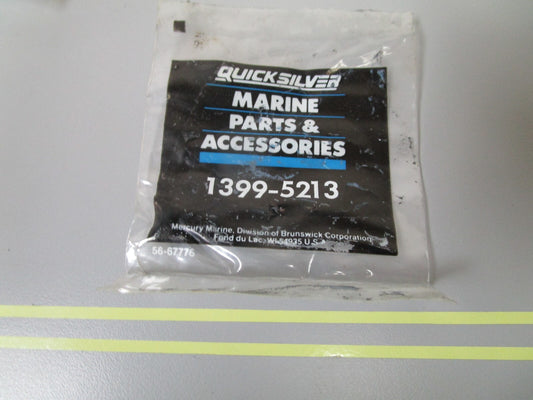 QUICKSILVER
MARINE
PARTS &
ACCESSORIES
1399-5213
Mercury Marine, Division of Brunswick Corporation
Fond du Lac, WI 54935 U.S.A.
56-67776